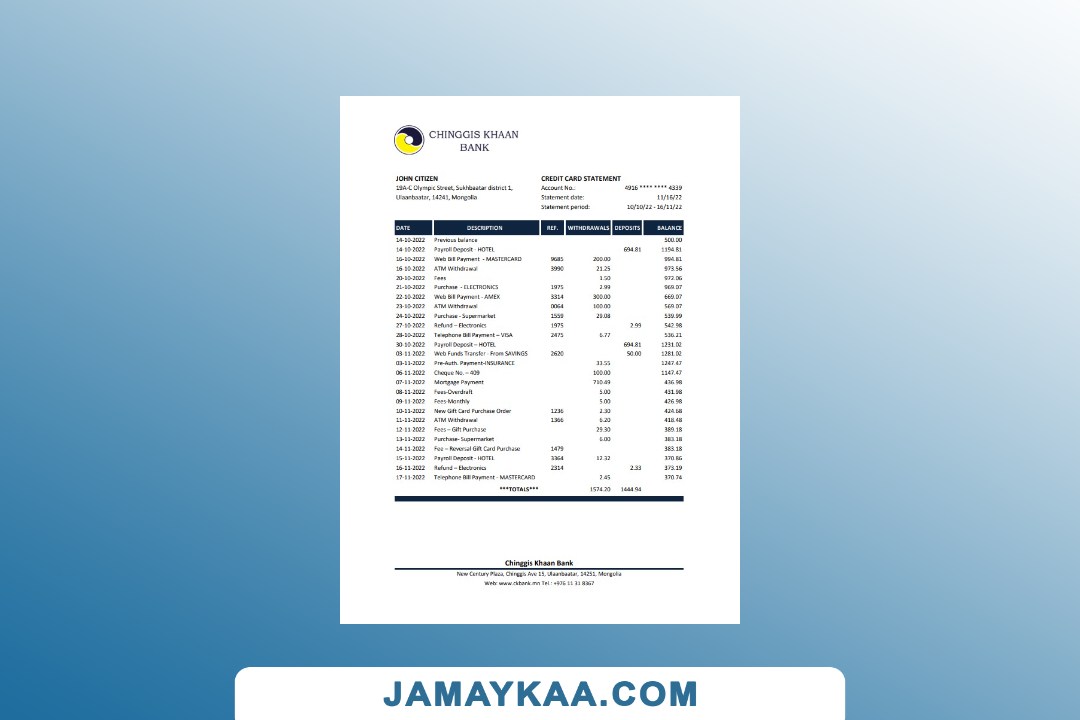 CHINGGIS KHAAN
BANK
JOHN CITIZEN CREDIT CARD STATEMENT
19A-C Olympic Street, Sukhbaatar district 1, Account No.: 4916 **** **** 4339
Ulaanbaatar, 14241, Mongolia Statement date: 11/16/22
Statement period: 10/10/22 - 16/11/22
DATE DESCRIPTION REF. WITHDRAWALS DEPOSITS BALANCE
14-10-2022 Previous balance 500.00
14-10-2022 Payroll Deposit - HOTEL 694.81 1194.81
16-10-2022 Web Bill Payment - MASTERCARD 9685 200.00 994.81
16-10-2022 ATM Withdrawal 3990 21.25 973.56
20-10-2022 Fees 1.50 972.06
21-10-2022 Purchase - ELECTRONICS 1975 2.99 969.07
22-10-2022 Web Bill Payment - AMEX 3314 300.00 669.07
23-10-2022 ATM Withdrawal 0064 100.00 569.07
24-10-2022 Purchase - Supermarket 1559 29.08 539.99
27-10-2022 Refund – Electronics 1975 2.99 542.98
28-10-2022 Telephone Bill Payment – VISA 2475 6.77 536.21
30-10-2022 Payroll Deposit – HOTEL 694.81 1231.02
03-11-2022 Web Funds Transfer - From SAVINGS 2620 50.00 1281.02
03-11-2022 Pre-Auth. Payment-INSURANCE 33.55 1247.47
06-11-2022 Cheque No. – 409 100.00 1147.47
07-11-2022 Mortgage Payment 710.49 436.98
08-11-2022 Fees-Overdraft 5.00 431.98
09-11-2022 Fees-Monthly 5.00 426.98
10-11-2022 New Gift Card Purchase Order 1236 2.30 424.68
11-11-2022 ATM Withdrawal 1366 6.20 418.48
12-11-2022 Fees – Gift Purchase 29.30 389.18
13-11-2022 Purchase- Supermarket 6.00 383.18
14-11-2022 Fee – Reversal Gift Card Purchase 1479 383.18
15-11-2022 Payroll Deposit - HOTEL 3364 12.32 370.86
16-11-2022 Refund – Electronics 2314 2.33 373.19
17-11-2022 Telephone Bill Payment - MASTERCARD 2.45 370.74
***TOTALS*** 1574.20 1444.94
Chinggis Khaan Bank
New Century Plaza, Chinggis Ave 15, Ulaanbaatar, 14251, Mongolia
Web: www.ckbank.mn Tel.: +976 11 31 8367
JAMAYKAA.COM